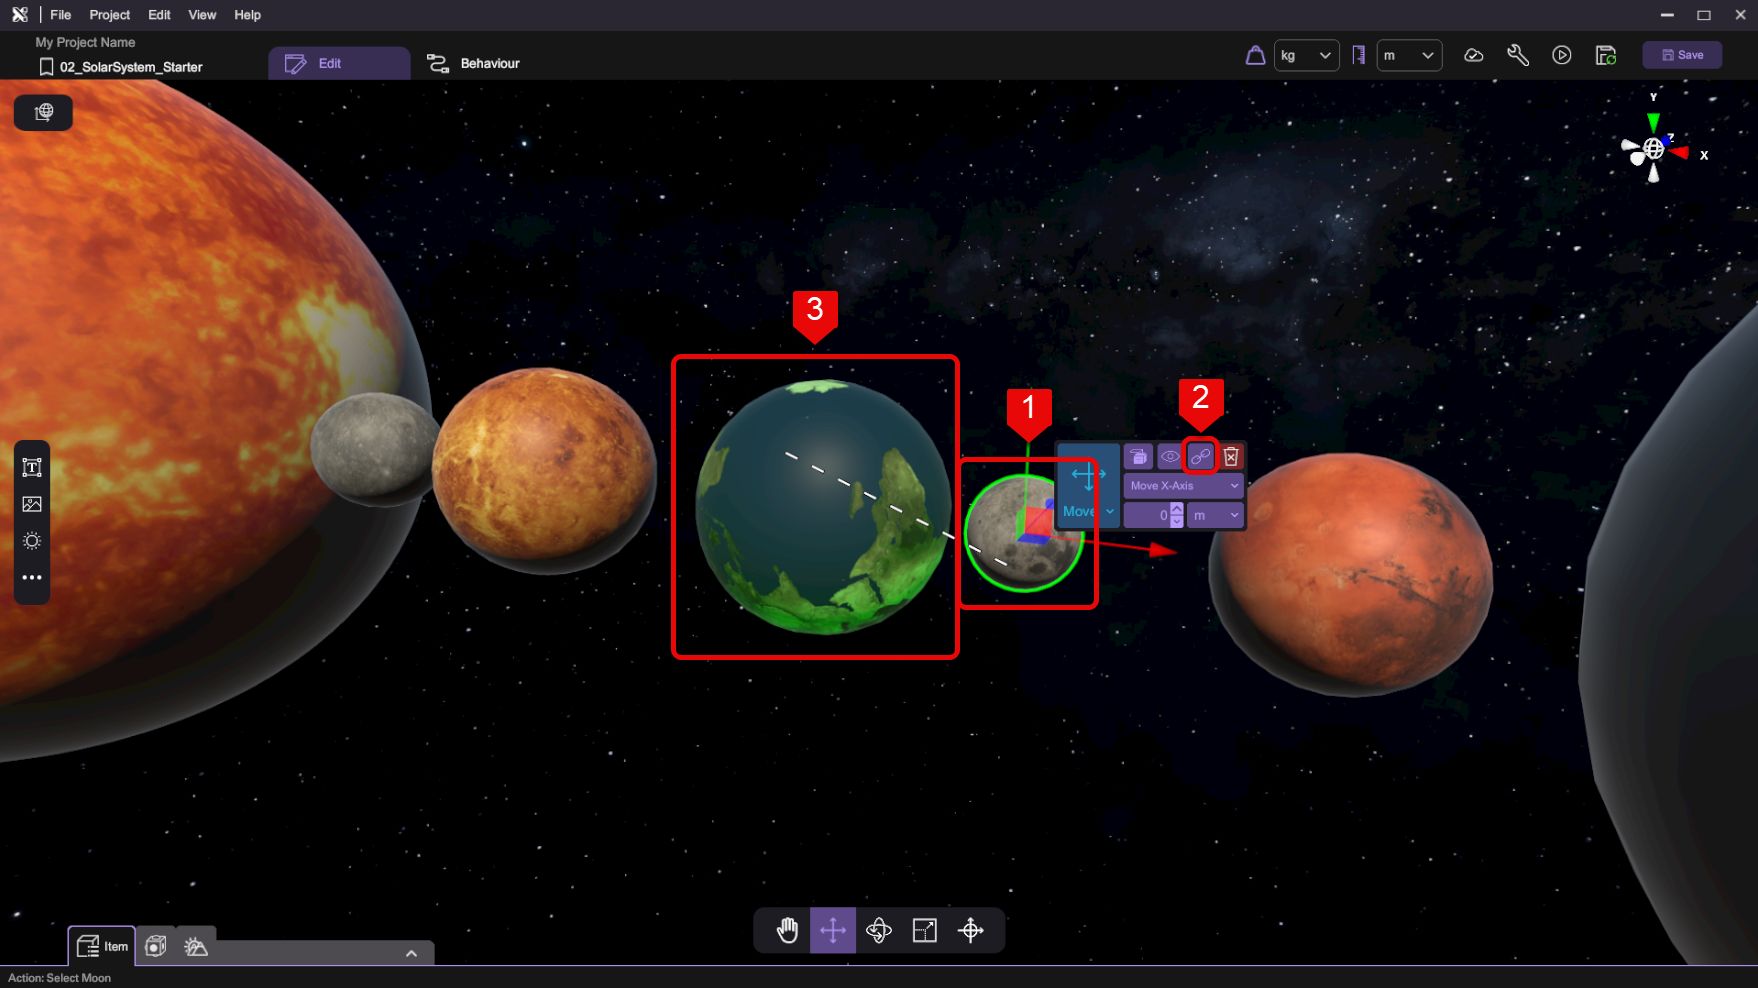 File Project Edit View Help
My Project Name
02_SolarSystem_Starter
Edit
Behaviour
kg
m
Save
Y
Z
X
3
1
2
Move X-Axis
Move
0
m
T
Item
Action: Select Moon